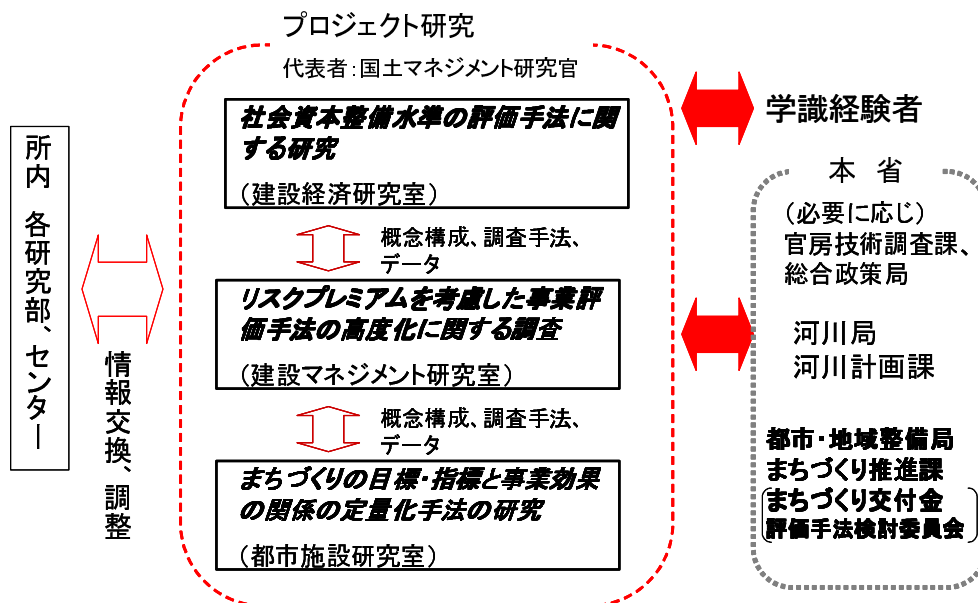 プロジェクト研究
代表者：国土マネジメント研究官
社会資本整備水準の評価手法に関
する研究
（建設経済研究室）
概念構成、調査手法、
データ
リスクプレミアムを考慮した事業評
価手法の高度化に関する調査
（建設マネジメント研究室）
概念構成、調査手法、
データ
まちづくりの目標・指標と事業効果
の関係の定量化手法の研究
（都市施設研究室）
所内　各研究部、センター
情報交換、調整
学識経験者
本　省
（必要に応じ）
官房技術調査課、
総合政策局
河川局
河川計画課
都市・地域整備局
まちづくり推進課
まちづくり交付金
評価手法検討委員会